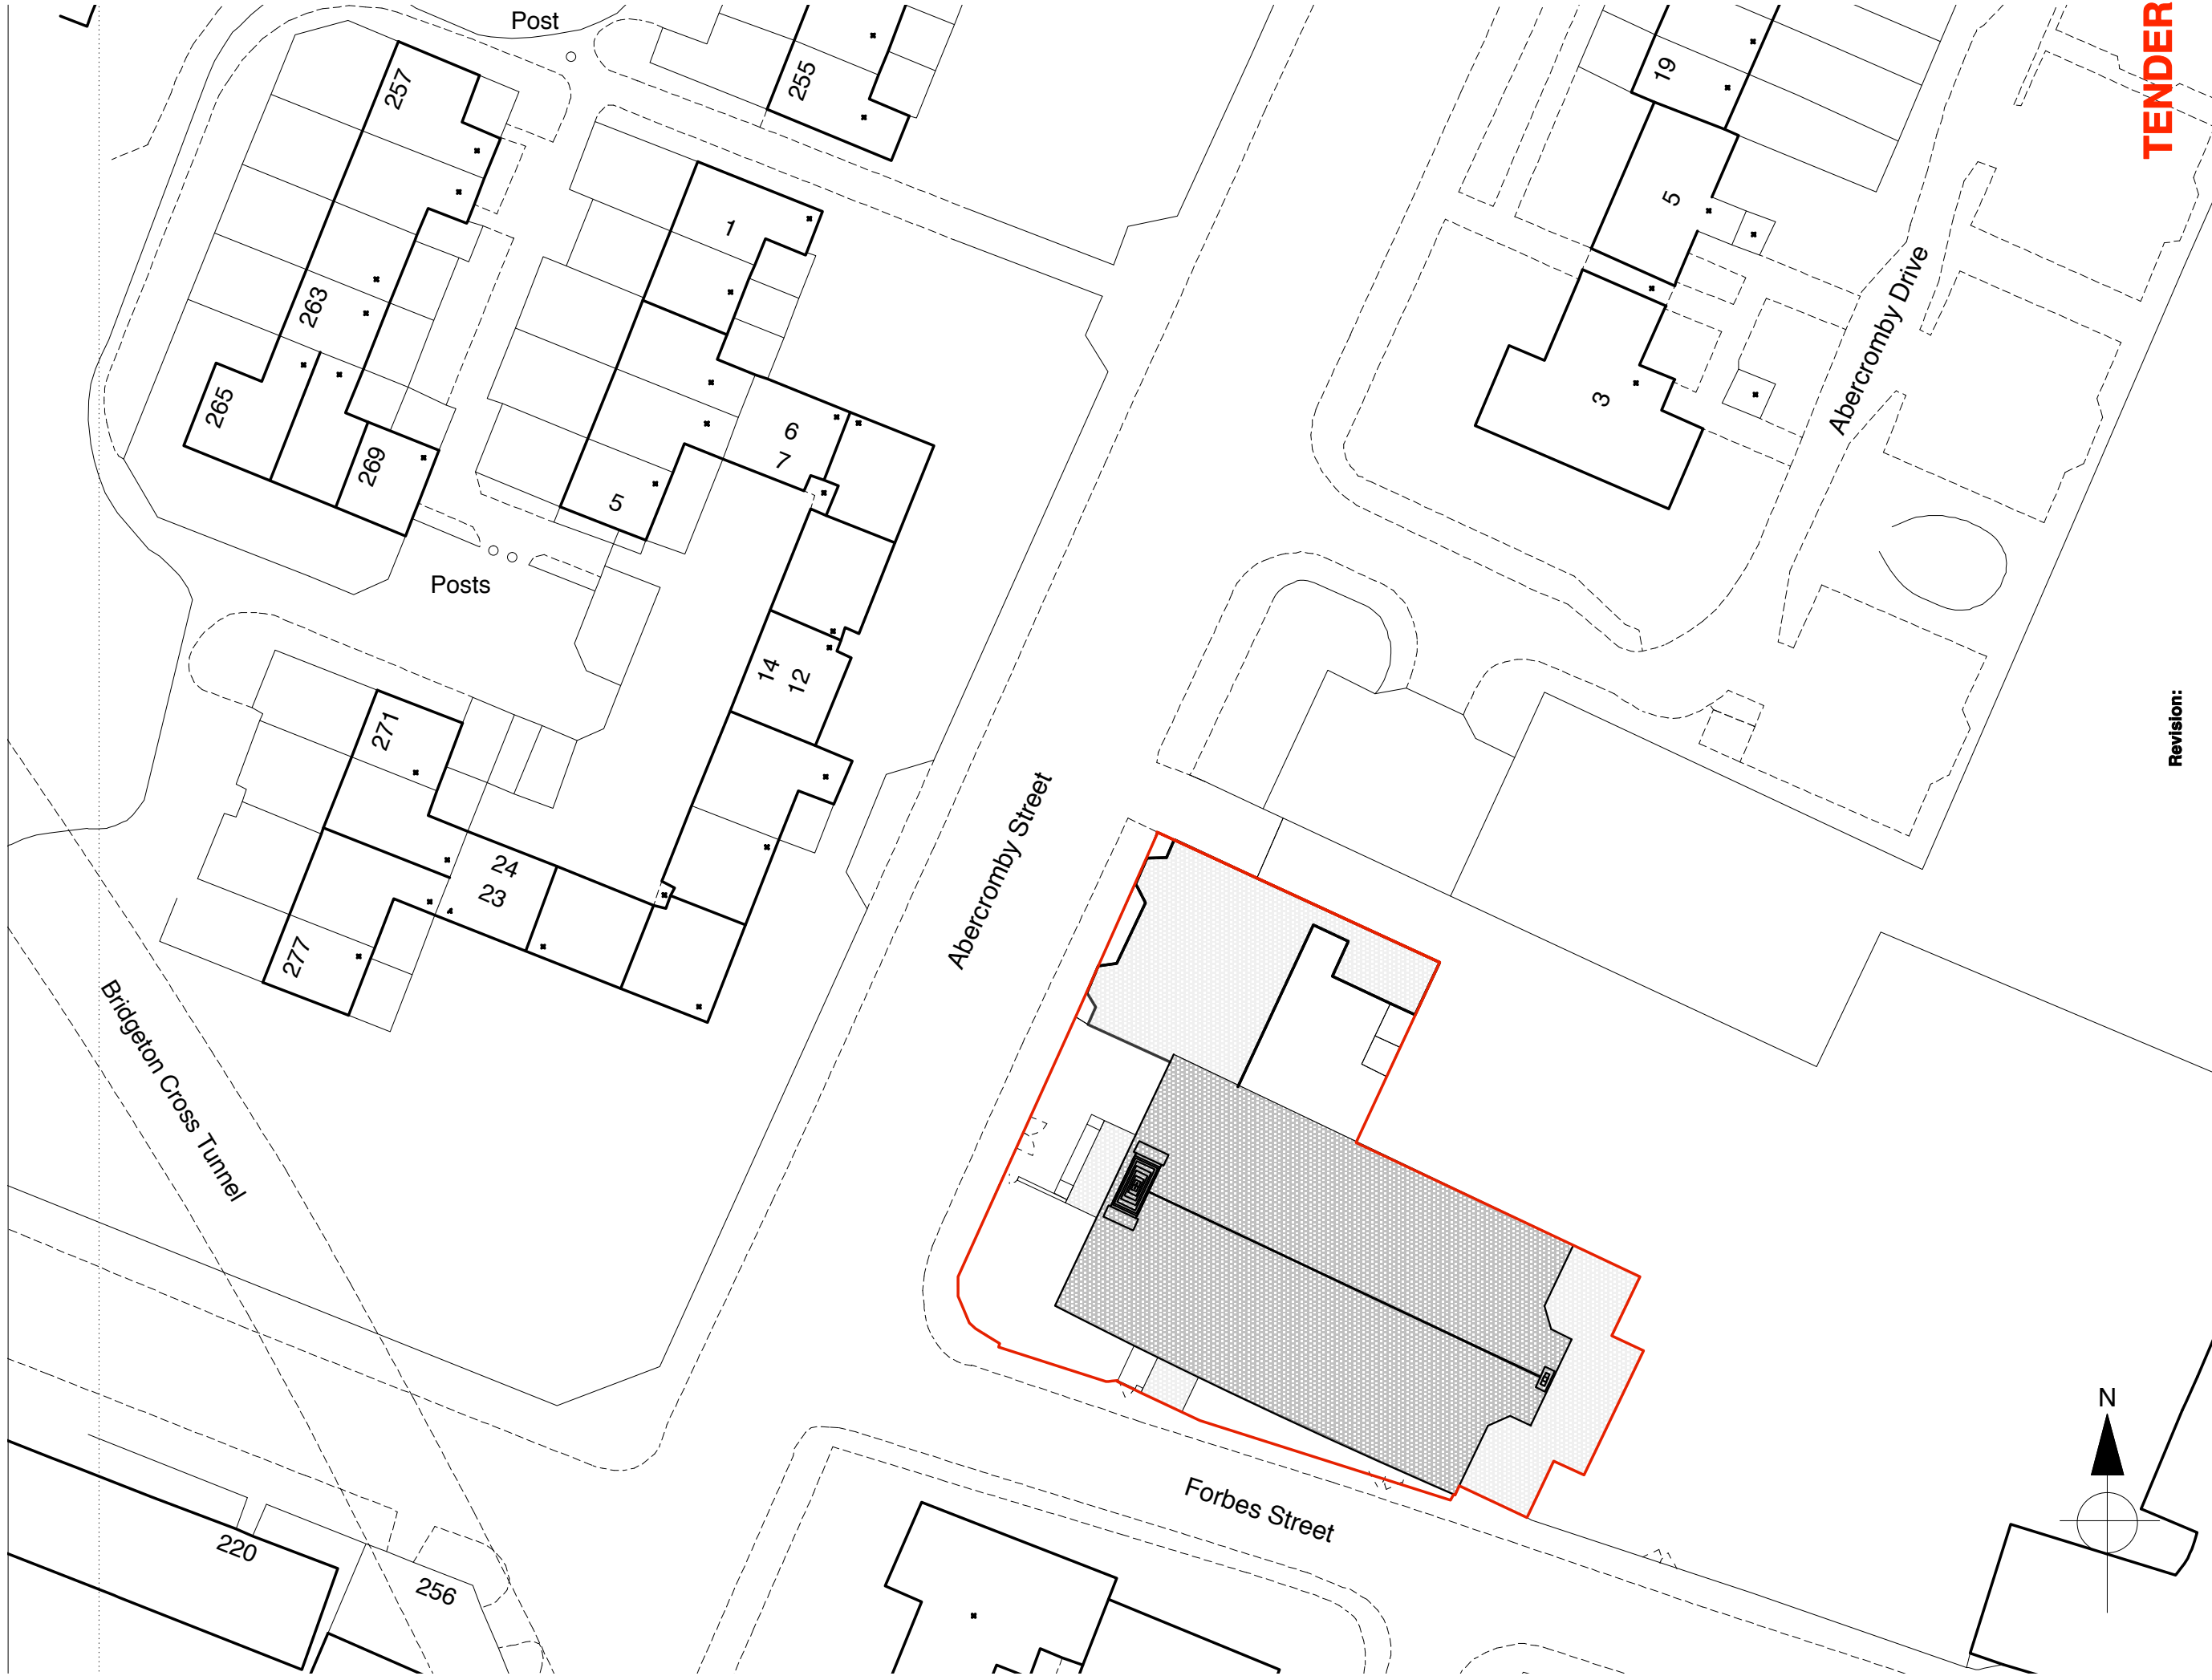 Post
TENDER
257
255
19
1
5
263
3
265
6
7
269
5
Abercromby Drive
Posts
14
12
271
Revision:
24
23
277
Abercromby Street
Bridgeton Cross Tunnel
N
Forbes Street
220
256